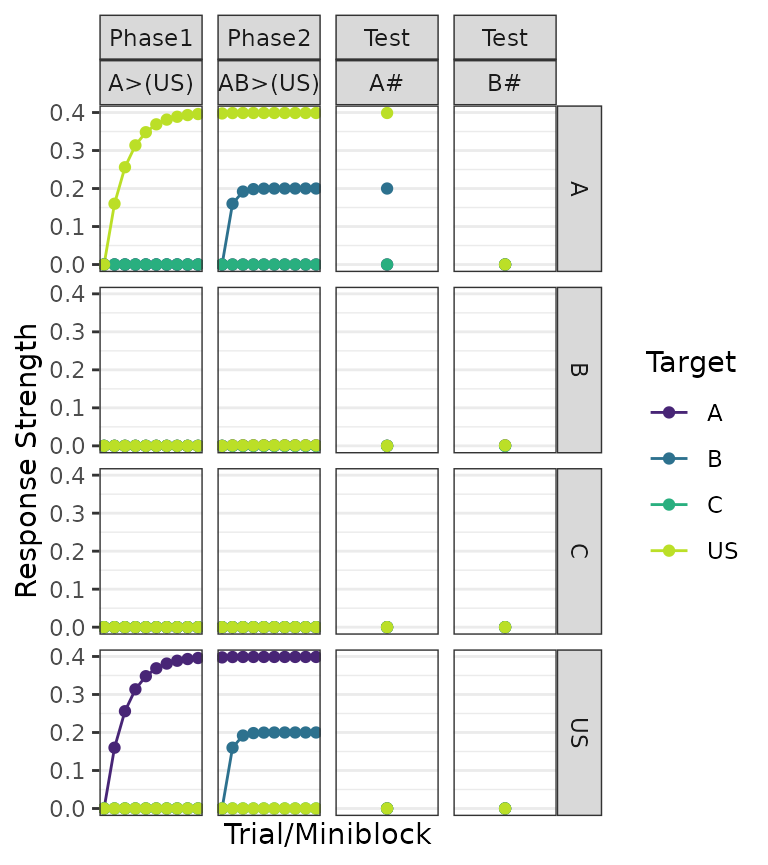 Phase1 Phase2 Test Test
A>(US) AB>(US) A# B#
0.4
0.3
0.2
0.1
0.0
A
0.4
0.3
0.2
0.1
0.0
B
0.4
0.3
0.2
0.1
0.0
C
0.4
0.3
0.2
0.1
0.0
US
Response Strength
Trial/Miniblock
Target
A
B
C
US